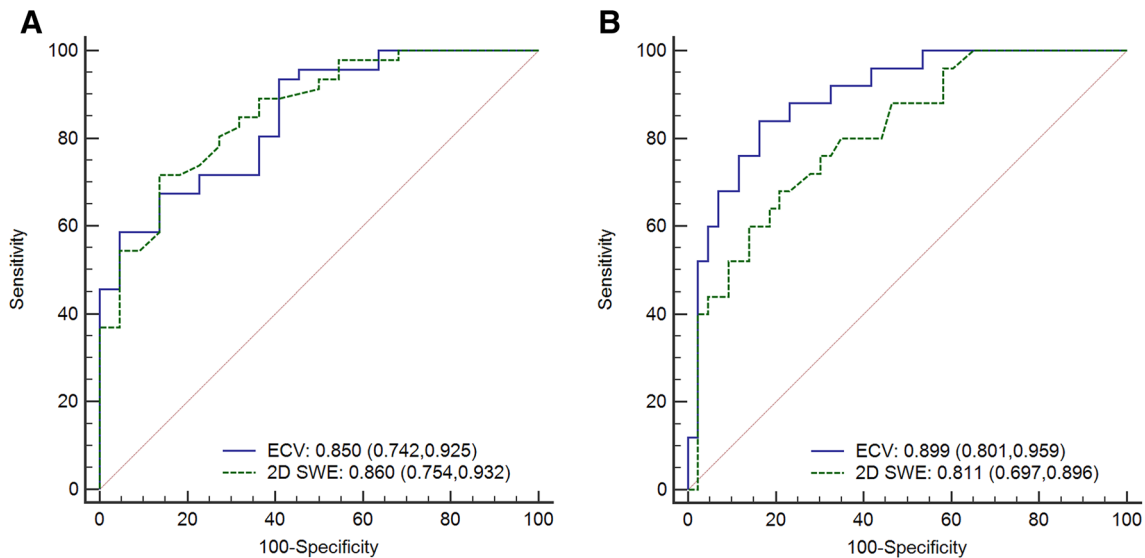 A
100
80
60
40
20
0
Sensitivity
ECV: 0.850 (0.742,0.925)
2D SWE: 0.860 (0.754,0.932)
0
20
40
60
80
100
100-Specificity
B
100
80
60
40
20
0
Sensitivity
ECV: 0.899 (0.801,0.959)
2D SWE: 0.811 (0.697,0.896)
0
20
40
60
80
100
100-Specificity